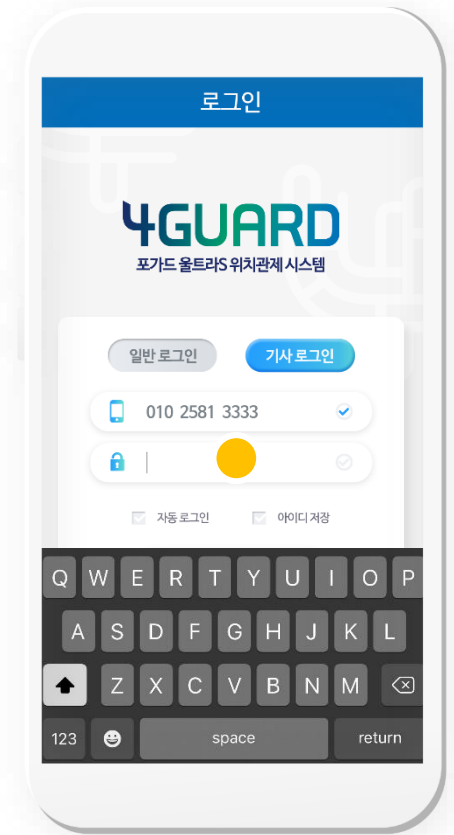 로그인
4GUARD
포가드 울트라S 위치관제 시스템
일반 로그인 기사 로그인
010 2581 3333
자동 로그인 아이디 저장
Q W E R T Y U I O P
A S D F G H J K L
Z X C V B N M
123 space return